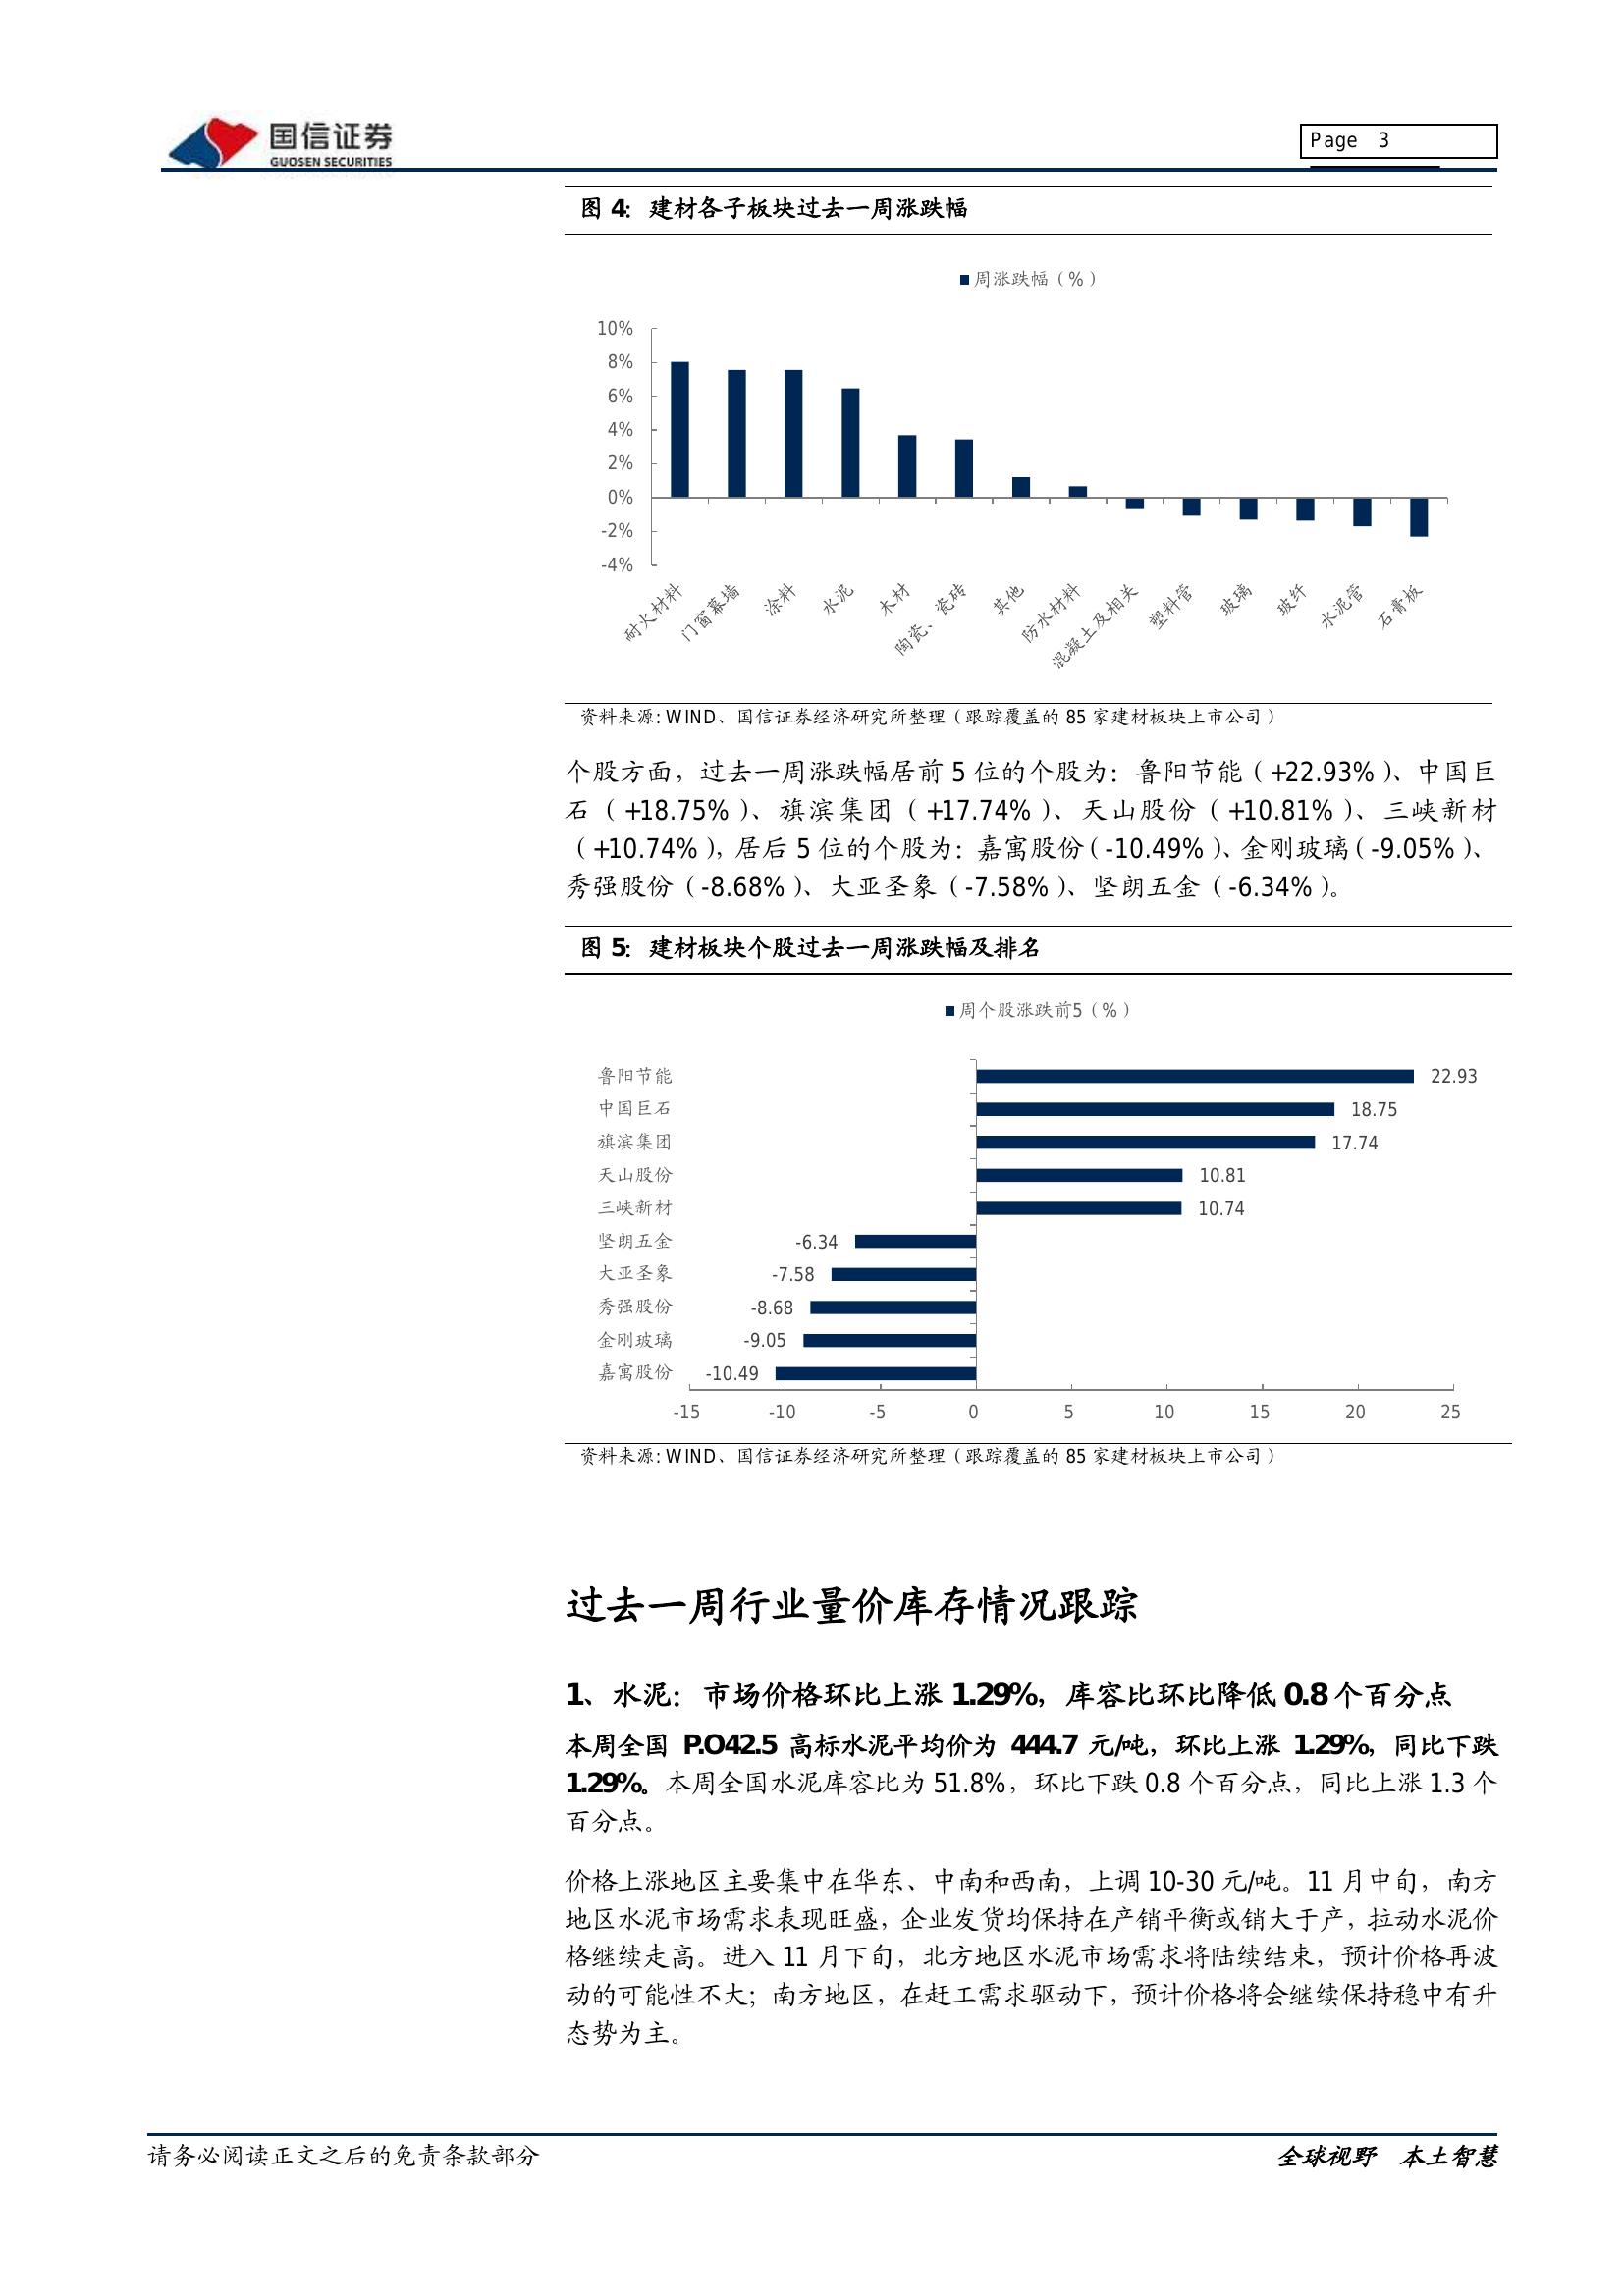 国信证券
GUOSEN SECURITIES
Page 3
图 4：建材各子板块过去一周涨跌幅
周涨跌幅（%）
10%
8%
6%
4%
2%
0%
-2%
-4%
耐火材料
门窗幕墙
涂料
水泥
木材
陶瓷、瓷砖
其他
防水材料
混凝土及相关
塑料管
玻璃
玻纤
水泥管
石膏板
资料来源：WIND、国信证券经济研究所整理（跟踪覆盖的 85 家建材板块上市公司）
个股方面，过去一周涨跌幅居前 5 位的个股为：鲁阳节能（+22.93%）、中国巨
石（+18.75%）、旗滨集团（+17.74%）、天山股份（+10.81%）、三峡新材
（+10.74%），居后 5 位的个股为：嘉寓股份（-10.49%）、金刚玻璃（-9.05%）、
秀强股份（-8.68%）、大亚圣象（-7.58%）、坚朗五金（-6.34%）。
图 5：建材板块个股过去一周涨跌幅及排名
周个股涨跌前5（%）
鲁阳节能 22.93
中国巨石 18.75
旗滨集团 17.74
天山股份 10.81
三峡新材 10.74
坚朗五金 -6.34
大亚圣象 -7.58
秀强股份 -8.68
金刚玻璃 -9.05
嘉寓股份 -10.49
-15 -10 -5 0 5 10 15 20 25
资料来源：WIND、国信证券经济研究所整理（跟踪覆盖的 85 家建材板块上市公司）
过去一周行业量价库存情况跟踪
1、水泥：市场价格环比上涨 1.29%，库容比环比降低 0.8 个百分点
本周全国 P.O42.5 高标水泥平均价为 444.7 元/吨，环比上涨 1.29%，同比下跌
1.29%。本周全国水泥库容比为 51.8%，环比下跌 0.8 个百分点，同比上涨 1.3 个
百分点。
价格上涨地区主要集中在华东、中南和西南，上调 10-30 元/吨。11 月中旬，南方
地区水泥市场需求表现旺盛，企业发货均保持在产销平衡或销大于产，拉动水泥价
格继续走高。进入 11 月下旬，北方地区水泥市场需求将陆续结束，预计价格再波
动的可能性不大；南方地区，在赶工需求驱动下，预计价格将会继续保持稳中有升
态势为主。
请务必阅读正文之后的免责条款部分
全球视野 本土智慧